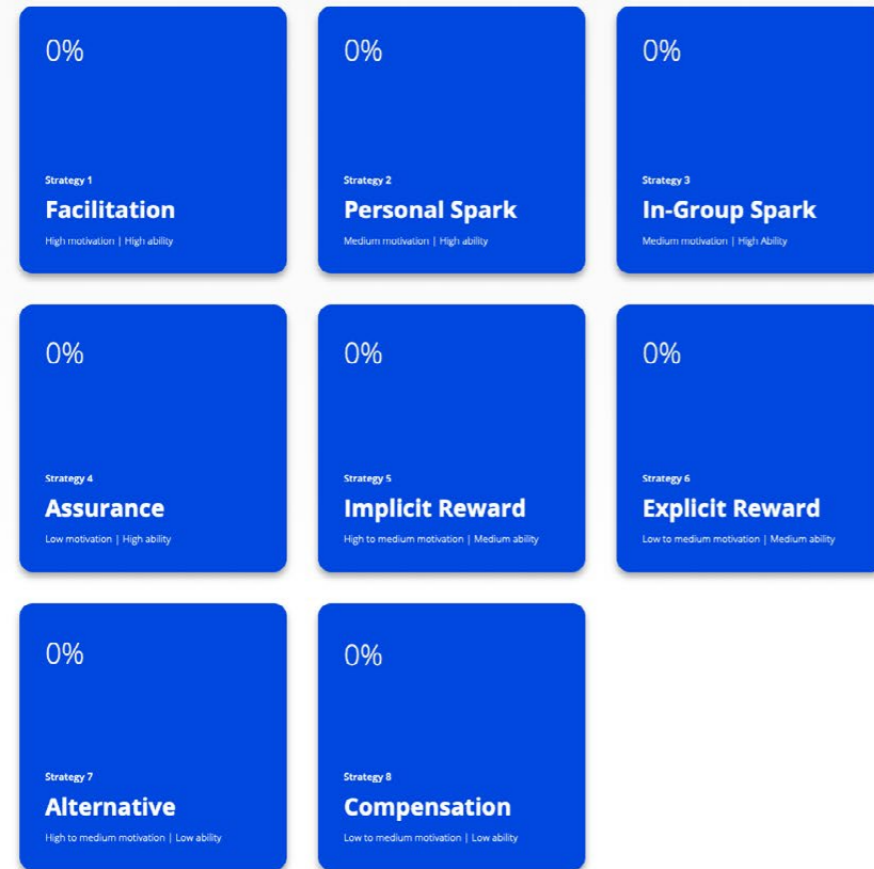 0%
Strategy 1
Facilitation
High motivation | High ability
0%
Strategy 2
Personal Spark
Medium motivation | High ability
0%
Strategy 3
In-Group Spark
Medium motivation | High Ability
0%
Strategy 4
Assurance
Low motivation | High ability
0%
Strategy 5
Implicit Reward
High to medium motivation | Medium ability
0%
Strategy 6
Explicit Reward
Low to medium motivation | Medium ability
0%
Strategy 7
Alternative
High to medium motivation | Low ability
0%
Strategy 8
Compensation
Low to medium motivation | Low ability